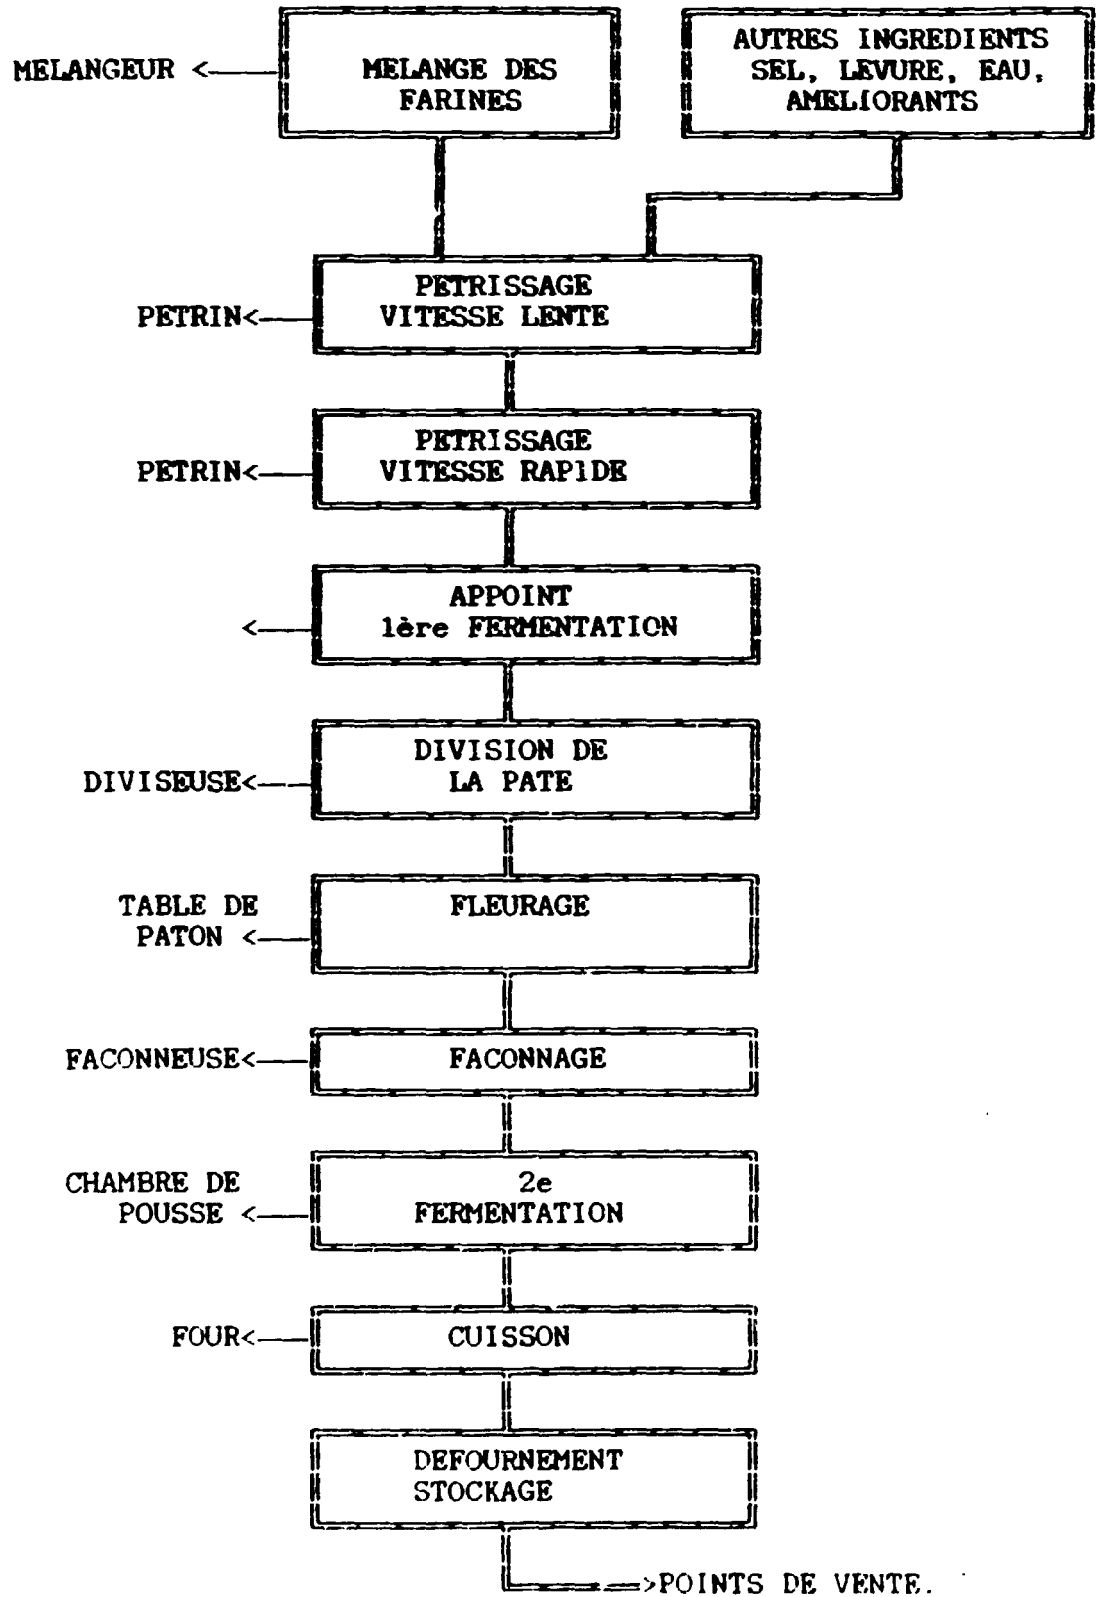 MELANGEUR <
MELANGE DES
FARINES
AUTRES INGREDIENTS
SEL, LEVURE, EAU,
AMELIORANTS
PETRIN<
PETRISSAGE
VITESSE LENTE
PETRIN<
PETRISSAGE
VITESSE RAPIDE
<
APPOINT
1ère FERMENTATION
DIVISEUSE<
DIVISION DE
LA PATE
TABLE DE
PATON <
FLEURAGE
FACONNEUSE<
FACONNAGE
CHAMBRE DE
POUSSE <
2e
FERMENTATION
FOUR<
CUISSON
DEFOURNEMENT
STOCKAGE
>POINTS DE VENTE.